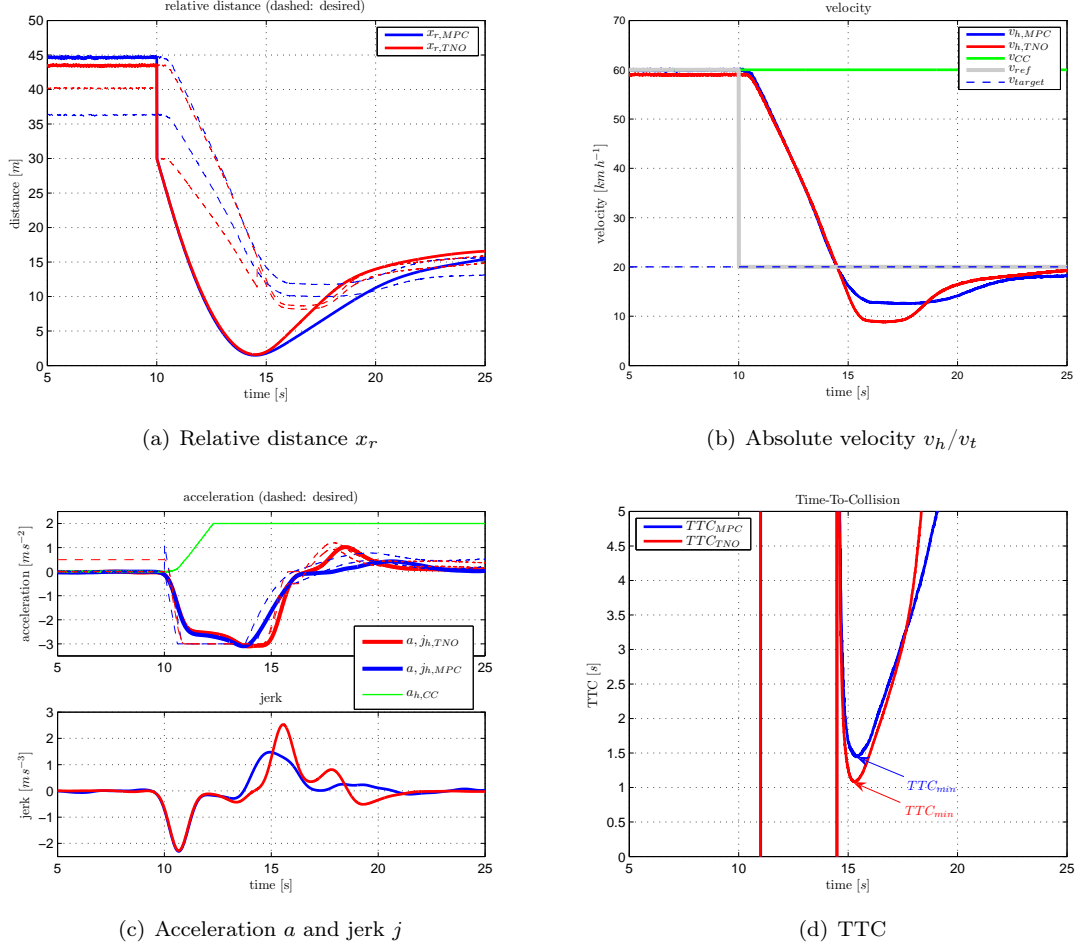 relative distance (dashed: desired)
distance [m]
50
45
40
35
30
25
20
15
10
5
0
x_{r,MPC}
x_{r,TNO}
5 10 15 20 25
time [s]
(a) Relative distance x_r
velocity
velocity [km h^{-1}]
70
60
50
40
30
20
10
0
v_{h,MPC}
v_{h,TNO}
v_{CC}
v_{ref}
v_{target}
5 10 15 20 25
time [s]
(b) Absolute velocity v_h/v_t
acceleration (dashed: desired)
acceleration [m s^{-2}]
2
1
0
−1
−2
−3
5 10 15 20 25
a, j_{h,TNO}
a, j_{h,MPC}
a_{h,CC}
jerk
jerk [m s^{-3}]
3
2
1
0
−1
−2
5 10 15 20 25
time [s]
(c) Acceleration a and jerk j
Time-To-Collision
TTC [s]
5
4.5
4
3.5
3
2.5
2
1.5
1
0.5
0
TTC_{MPC}
TTC_{TNO}
TTC_{min}
TTC_{min}
5 10 15 20 25
time [s]
(d) TTC